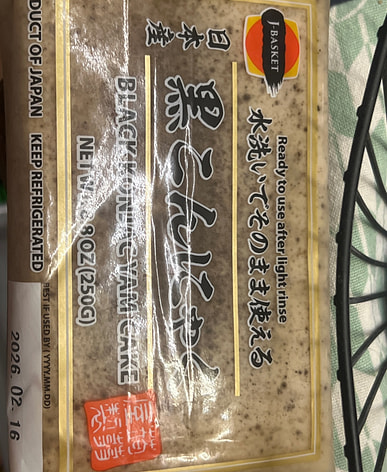 J-BASKET
日本産
Ready to use after light rinse
水洗いでそのまま使える
黒こんにゃく
BLACK KONJAC YAM CAKE
NET WT. 8.8OZ(250G)
PRODUCT OF JAPAN KEEP REFRIGERATED
BEST IF USED BY (YYYY.MM.DD)
2026. 02. 16